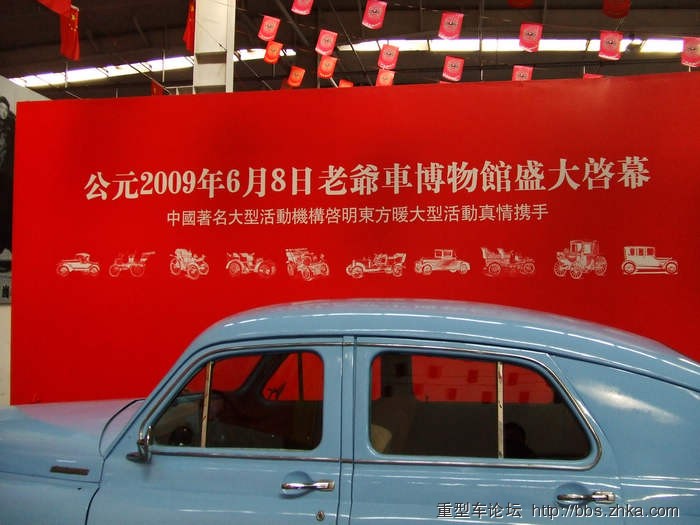 公元2009年6月8日老爺車博物館盛大啓幕
中國著名大型活動機構啓明東方暖大型活動真情携手
重型车论坛 http://bbs.zhka.com